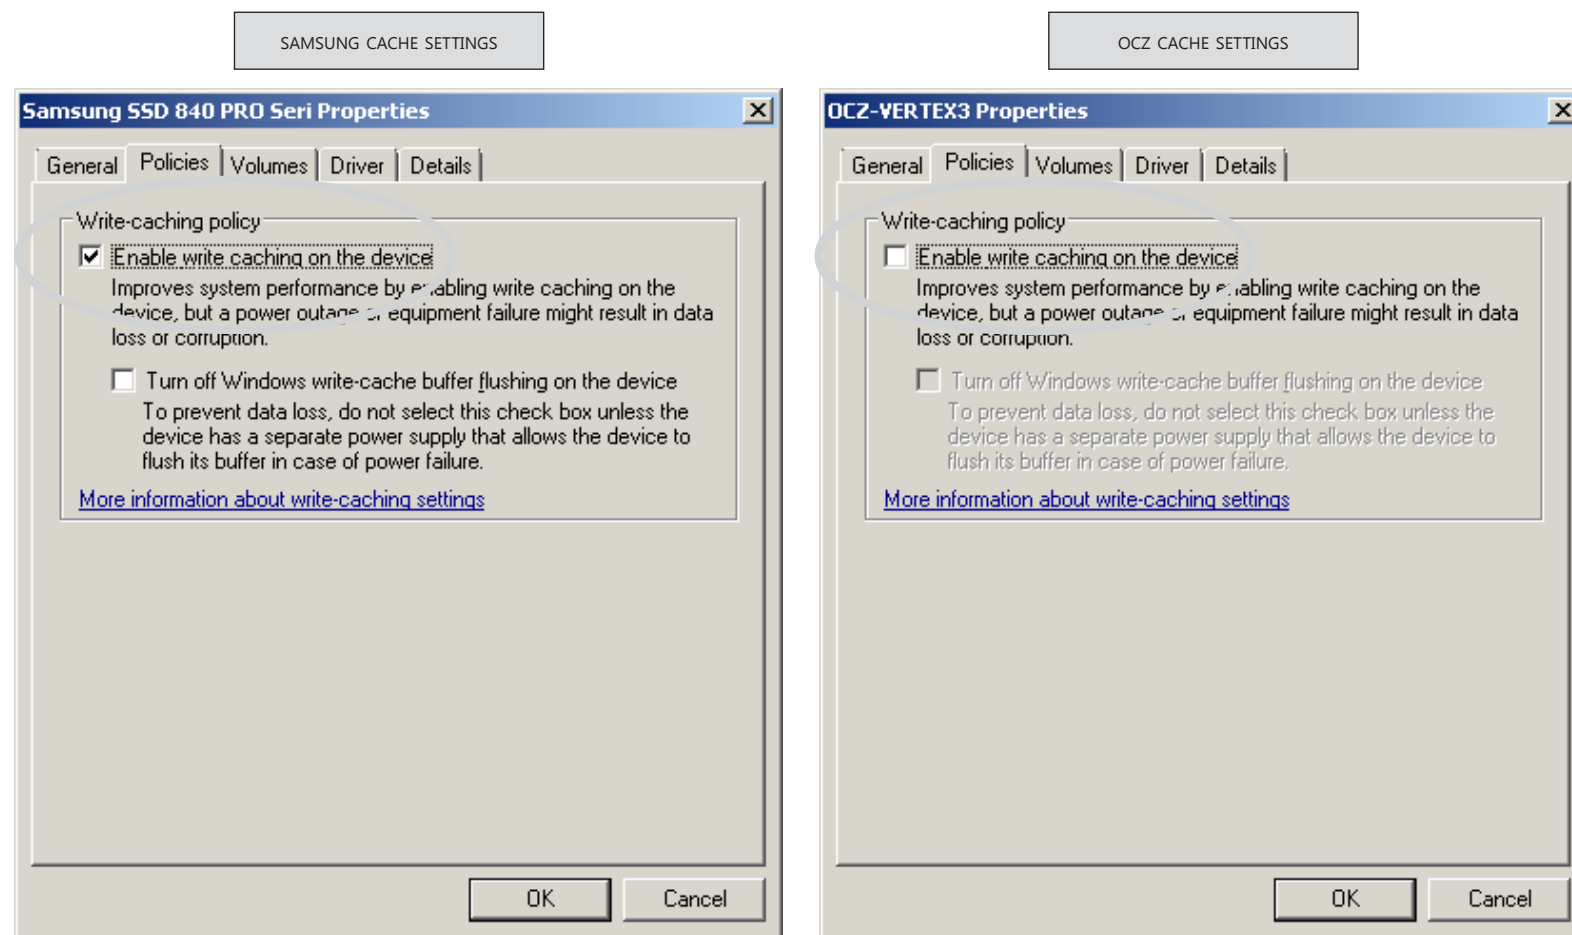 SAMSUNG CACHE SETTINGS
Samsung SSD 840 PRO Seri Properties
General Policies Volumes Driver Details
Write-caching policy
Enable write caching on the device
Improves system performance by enabling write caching on the
device, but a power outage or equipment failure might result in data
loss or corruption.
Turn off Windows write-cache buffer flushing on the device
To prevent data loss, do not select this check box unless the
device has a separate power supply that allows the device to
flush its buffer in case of power failure.
More information about write-caching settings
OK Cancel
OCZ CACHE SETTINGS
OCZ-VERTEX3 Properties
General Policies Volumes Driver Details
Write-caching policy
Enable write caching on the device
Improves system performance by enabling write caching on the
device, but a power outage or equipment failure might result in data
loss or corruption.
Turn off Windows write-cache buffer flushing on the device
To prevent data loss, do not select this check box unless the
device has a separate power supply that allows the device to
flush its buffer in case of power failure.
More information about write-caching settings
OK Cancel